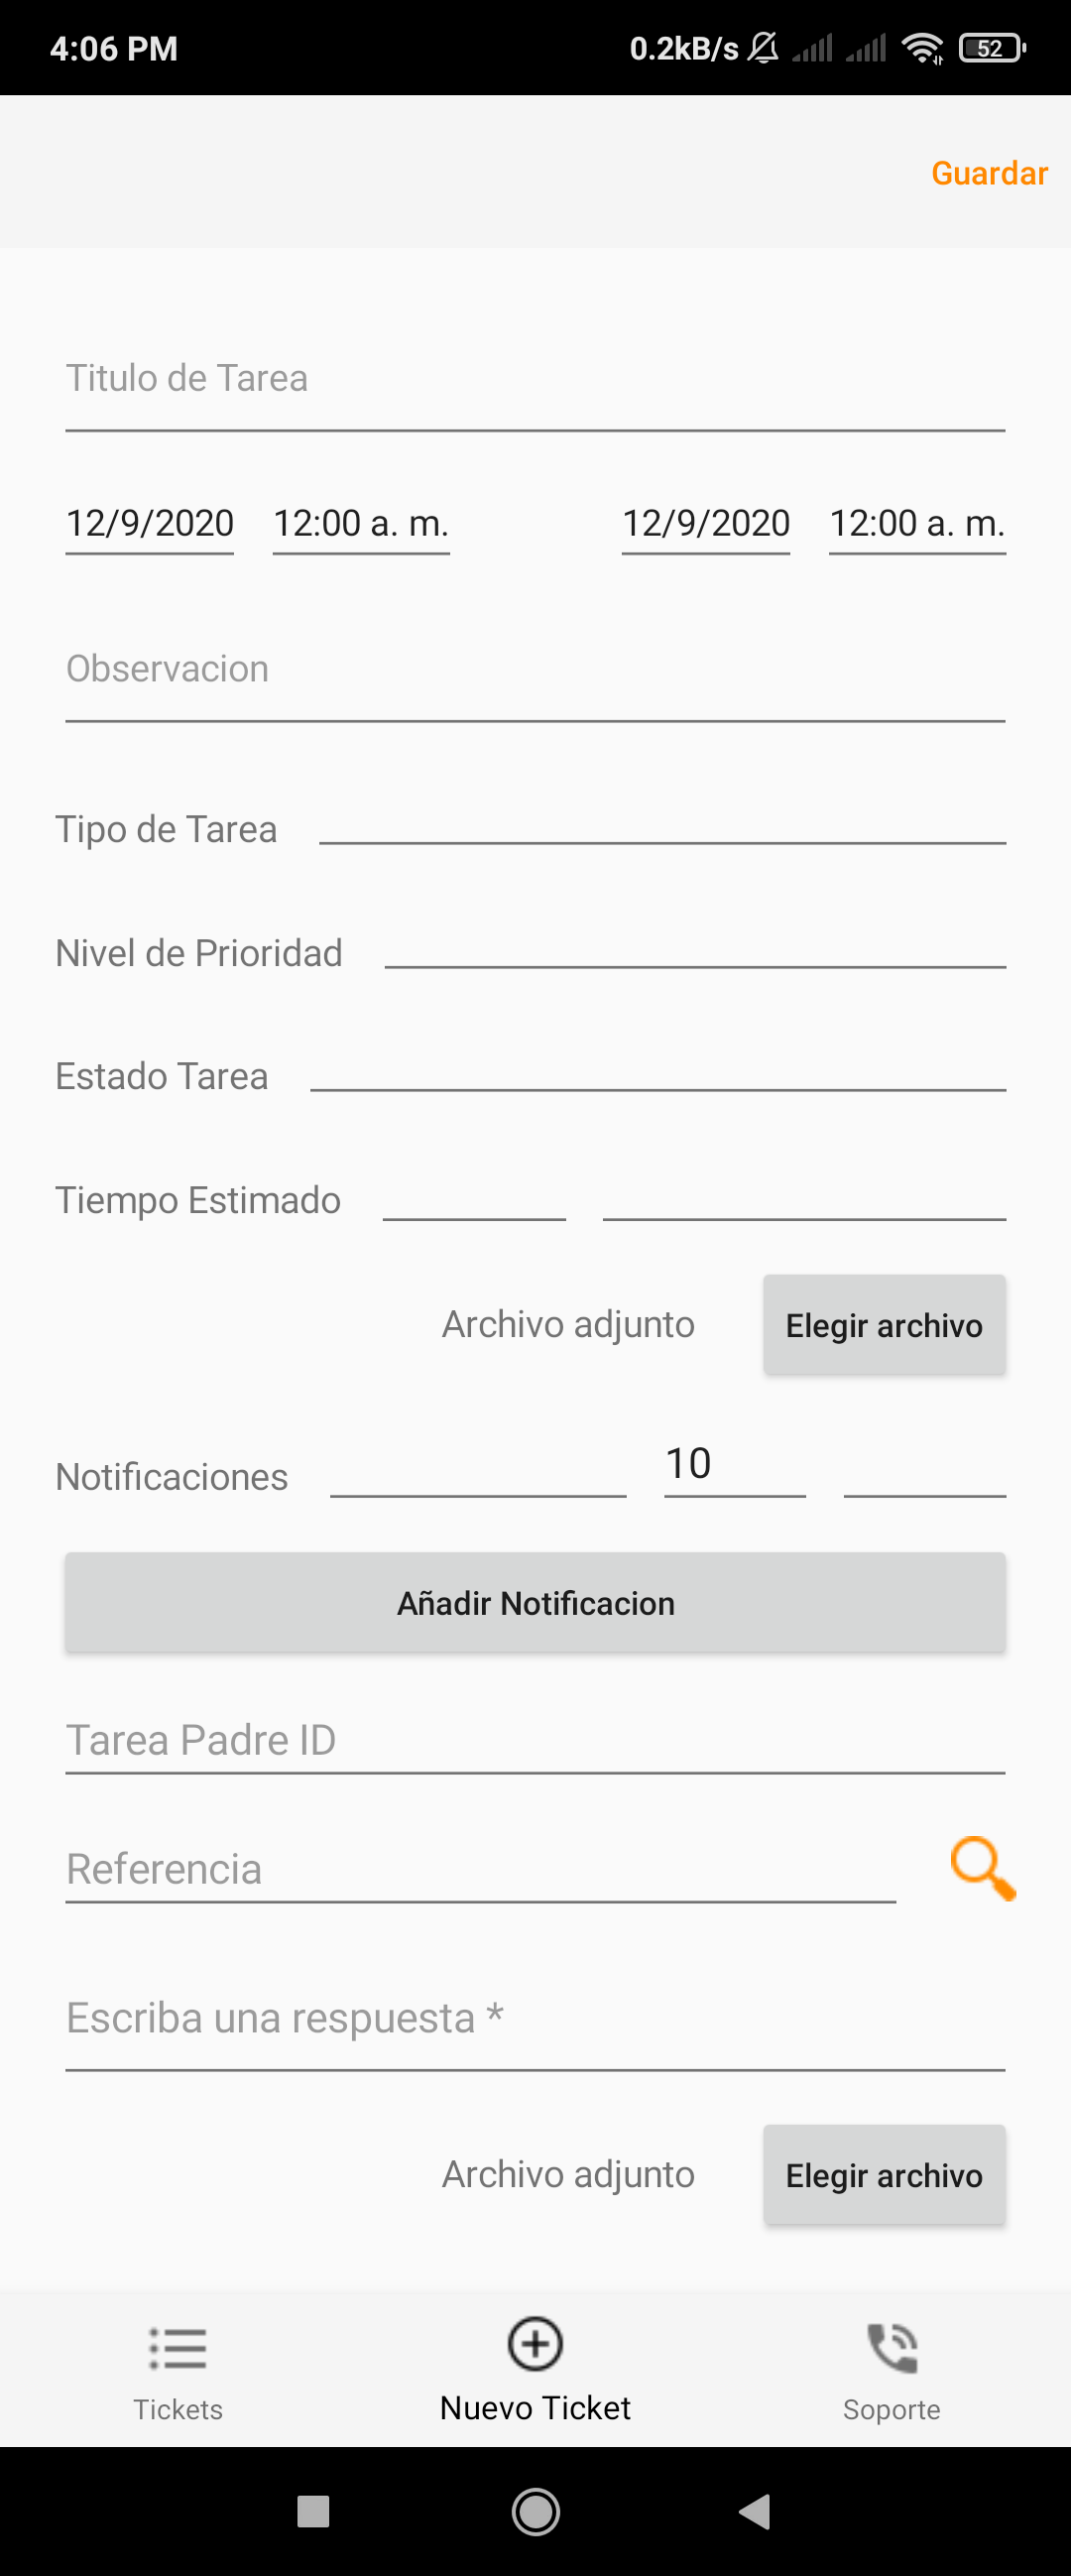 4:06 PM 0.2kB/s 52
Guardar
Titulo de Tarea
12/9/2020 12:00 a. m. 12/9/2020 12:00 a. m.
Observacion
Tipo de Tarea
Nivel de Prioridad
Estado Tarea
Tiempo Estimado
Archivo adjunto Elegir archivo
Notificaciones 10
Añadir Notificacion
Tarea Padre ID
Referencia
Escriba una respuesta *
Archivo adjunto Elegir archivo
Tickets Nuevo Ticket Soporte